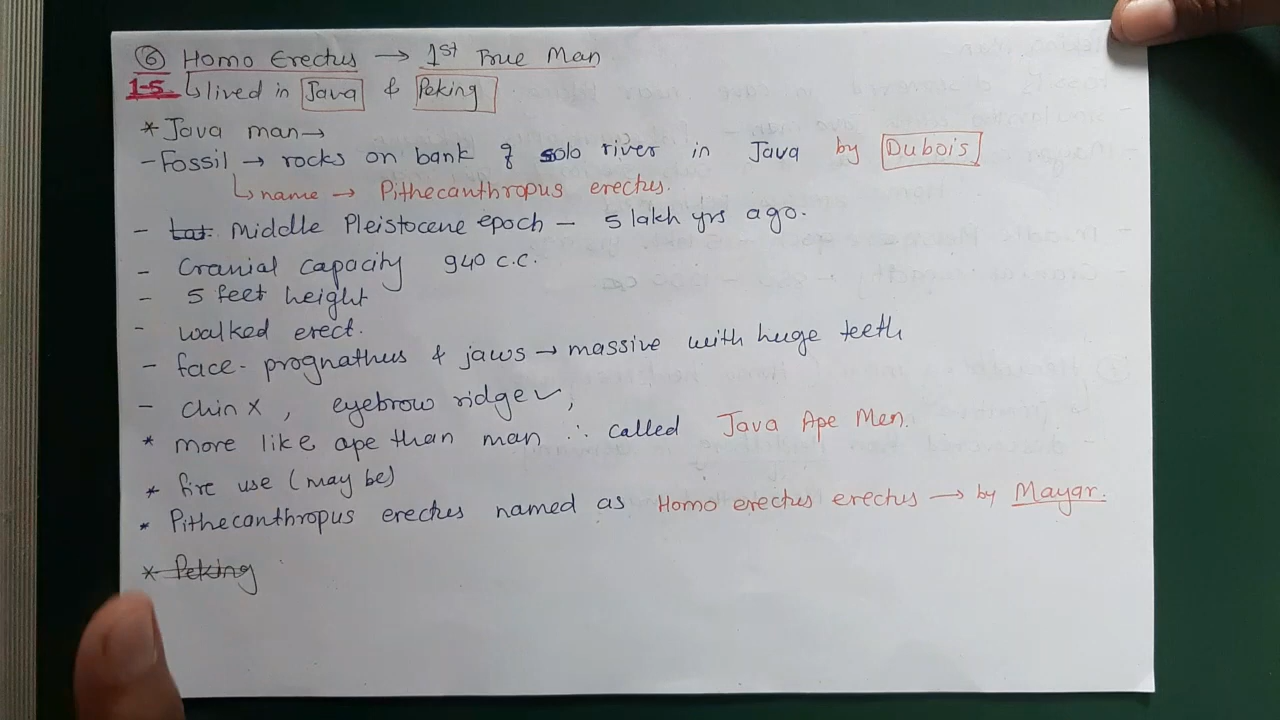 ⑥ Homo Erectus → 1st True Man
1-5 ↳ lived in Java & Peking
* Java man →
- Fossil → rocks on bank of solo river in Java by Dubois
↳ name → Pithecanthropus erectus.
- Lat. Middle Pleistocene epoch – 5 lakh yrs ago.
- Cranial capacity 940 c.c.
- 5 feet height
- walked erect.
- face - prognathus & jaws → massive with huge teeth
- chin x, eyebrow ridge ✓,
* more like ape than man ∴ called Java Ape Men.
* fire use (may be)
* Pithecanthropus erectus named as Homo erectus erectus → by Mayar.
* Peking